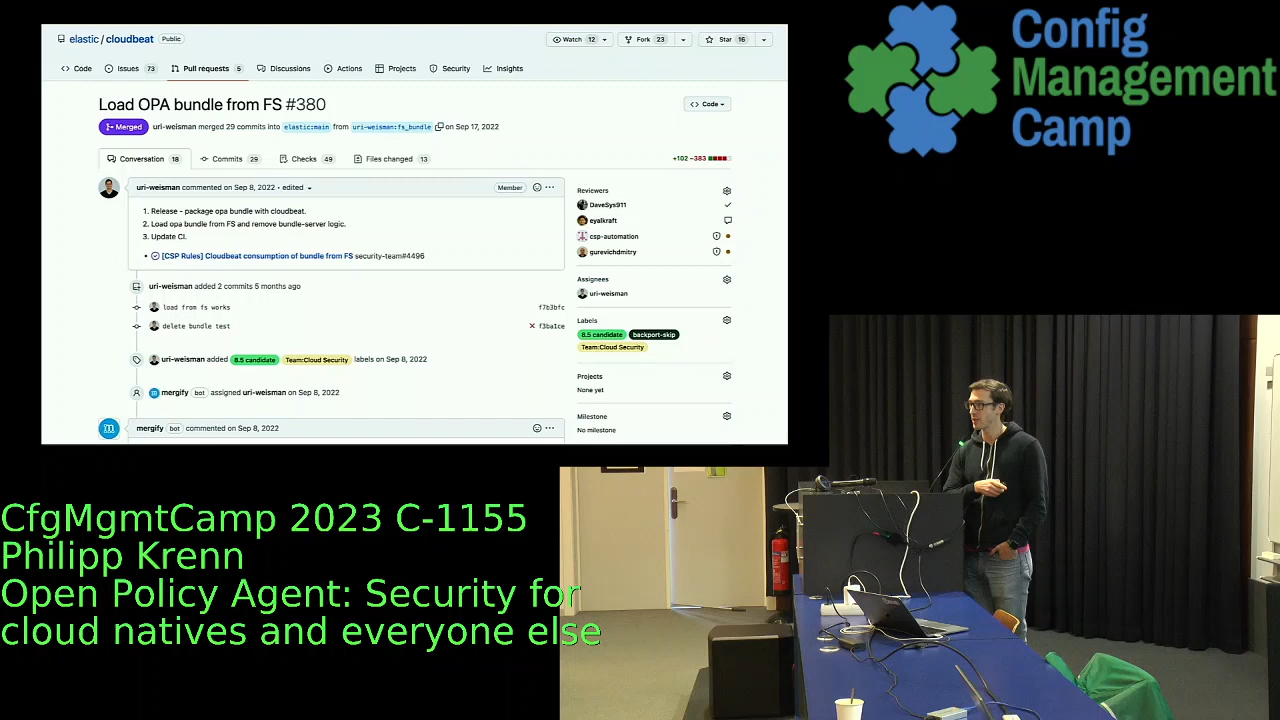 elastic / cloudbeat Public
Watch 12 Fork 23 Star 16
Code Issues 73 Pull requests 5 Discussions Actions Projects Security Insights
Load OPA bundle from FS #380
Code
Merged uri-weisman merged 29 commits into elastic:main from uri-weisman:fs_bundle on Sep 17, 2022
Conversation 18 Commits 29 Checks 49 Files changed 13
+102 −383
uri-weisman commented on Sep 8, 2022 • edited
Member
1. Release - package opa bundle with cloudbeat.
2. Load opa bundle from FS and remove bundle-server logic.
3. Update CI.
• [CSP Rules] Cloudbeat consumption of bundle from FS security-team#4496
uri-weisman added 2 commits 5 months ago
load from fs works f7b3bfc
delete bundle test f3ba1ce
uri-weisman added 8.5 candidate Team:Cloud Security labels on Sep 8, 2022
mergify bot assigned uri-weisman on Sep 8, 2022
mergify bot commented on Sep 8, 2022
Reviewers
DaveSys911
eyalkraft
csp-automation
gurevichdmitry
Assignees
uri-weisman
Labels
8.5 candidate backport-skip
Team:Cloud Security
Projects
None yet
Milestone
No milestone
Config
Management
Camp
CfgMgmtCamp 2023 C-1155
Philipp Krenn
Open Policy Agent: Security for
cloud natives and everyone else